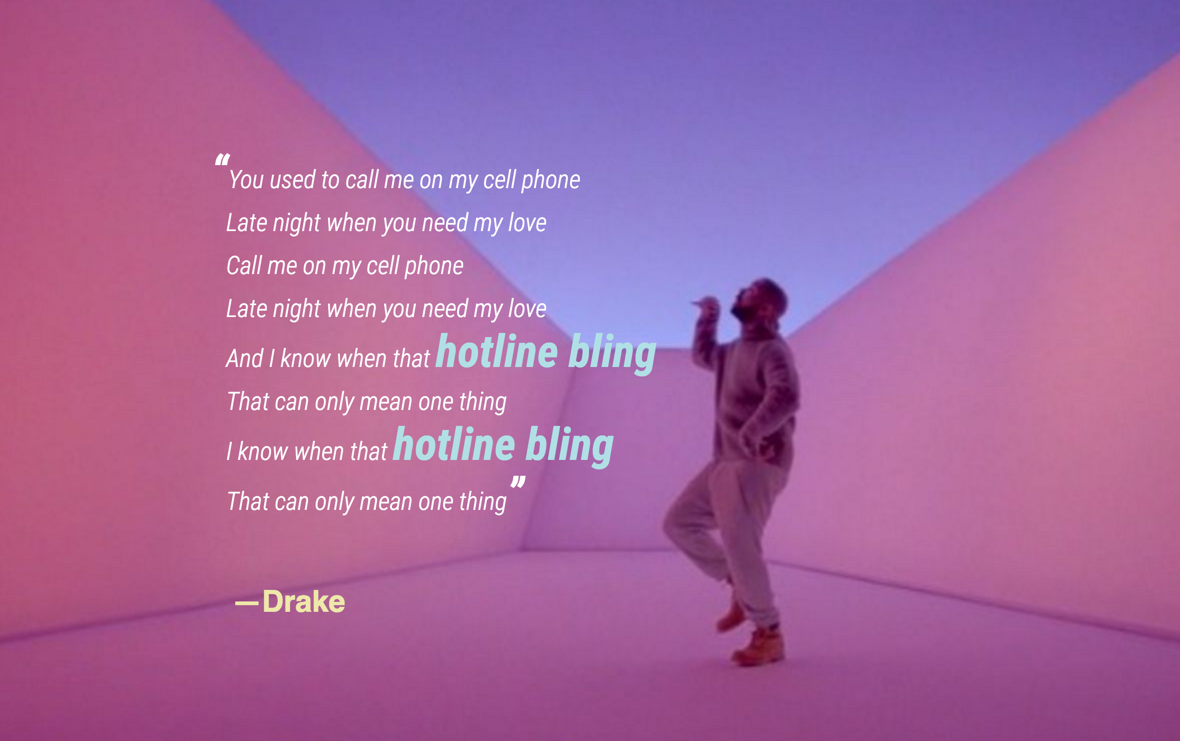 “You used to call me on my cell phone
Late night when you need my love
Call me on my cell phone
Late night when you need my love
And I know when that hotline bling
That can only mean one thing
I know when that hotline bling
That can only mean one thing”
—Drake